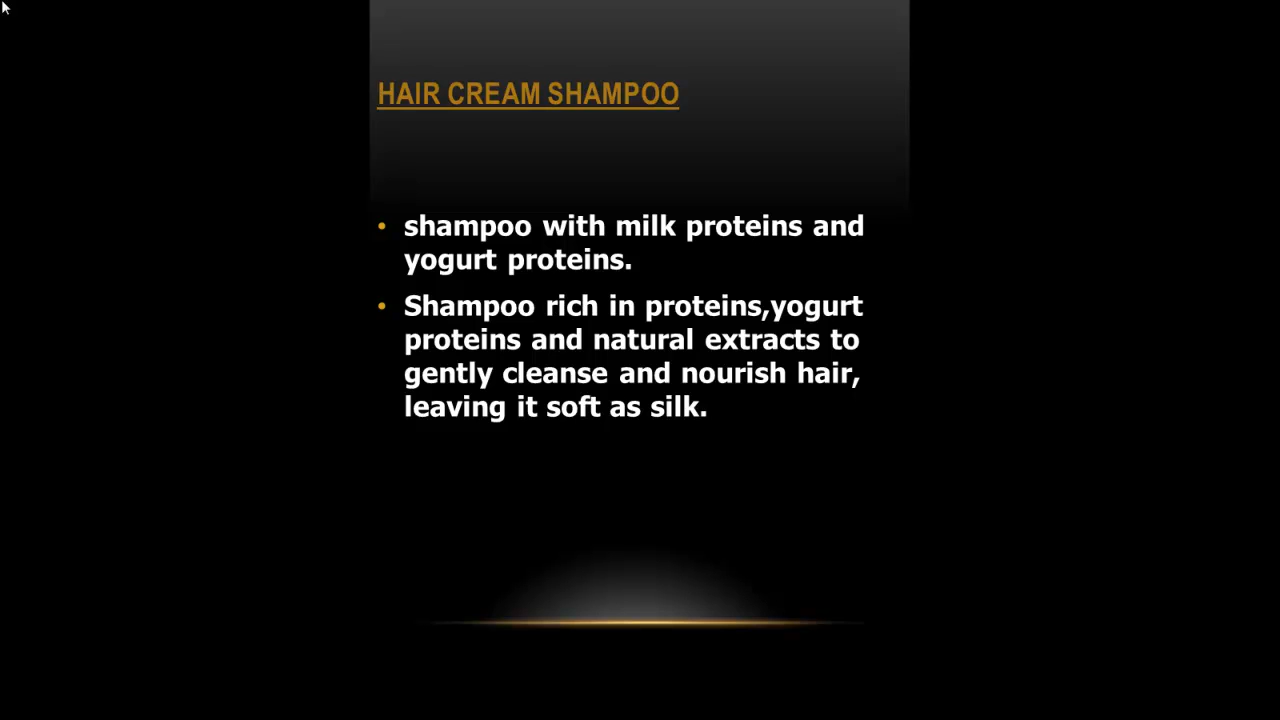 HAIR CREAM SHAMPOO
• shampoo with milk proteins and
yogurt proteins.
• Shampoo rich in proteins,yogurt
proteins and natural extracts to
gently cleanse and nourish hair,
leaving it soft as silk.